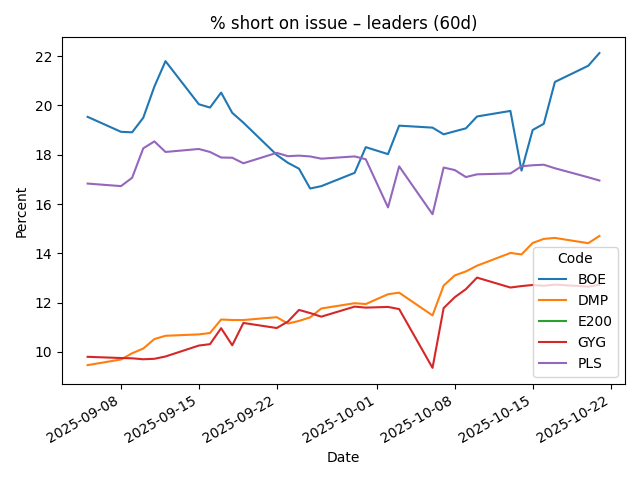 % short on issue – leaders (60d)
Percent
22
20
18
16
14
12
10
Code
BOE
DMP
E200
GYG
PLS
2025-09-08
2025-09-15
2025-09-22
2025-10-01
2025-10-08
2025-10-15
2025-10-22
Date